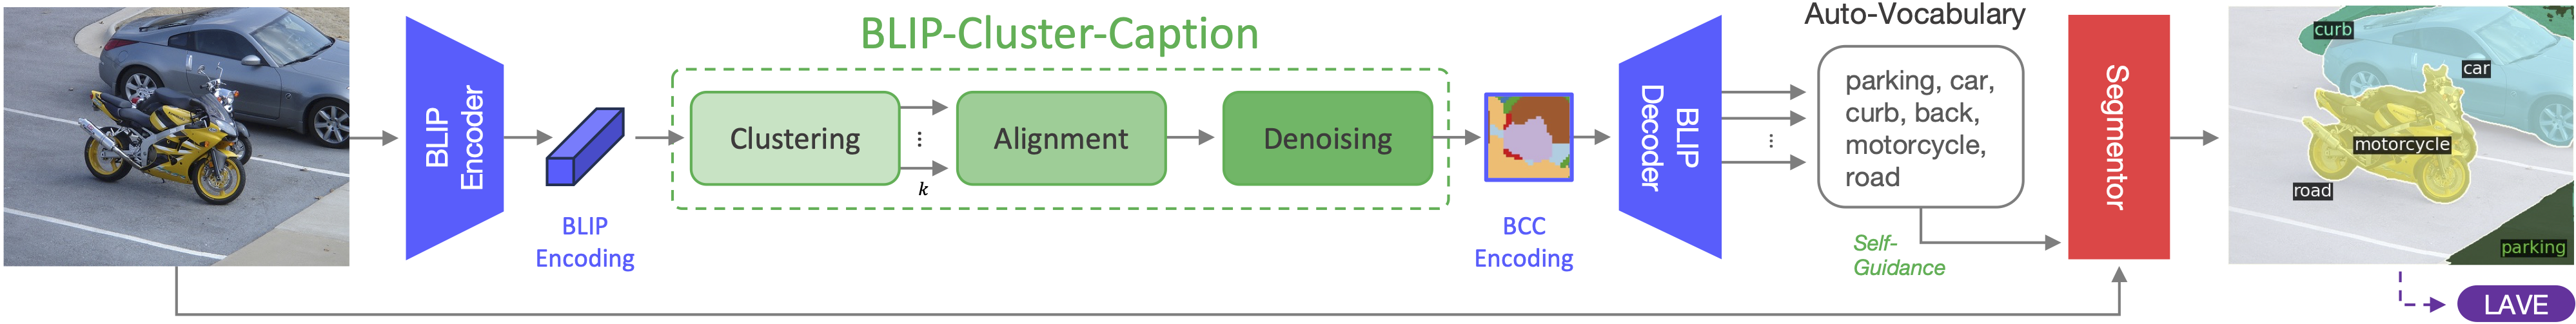 BLIP
Encoder
BLIP
Encoding
BLIP-Cluster-Caption
Clustering
k
Alignment
Denoising
BCC
Encoding
BLIP
Decoder
Auto-Vocabulary
parking, car,
curb, back,
motorcycle,
road
Self-
Guidance
Segmentor
curb
car
motorcycle
road
parking
LAVE